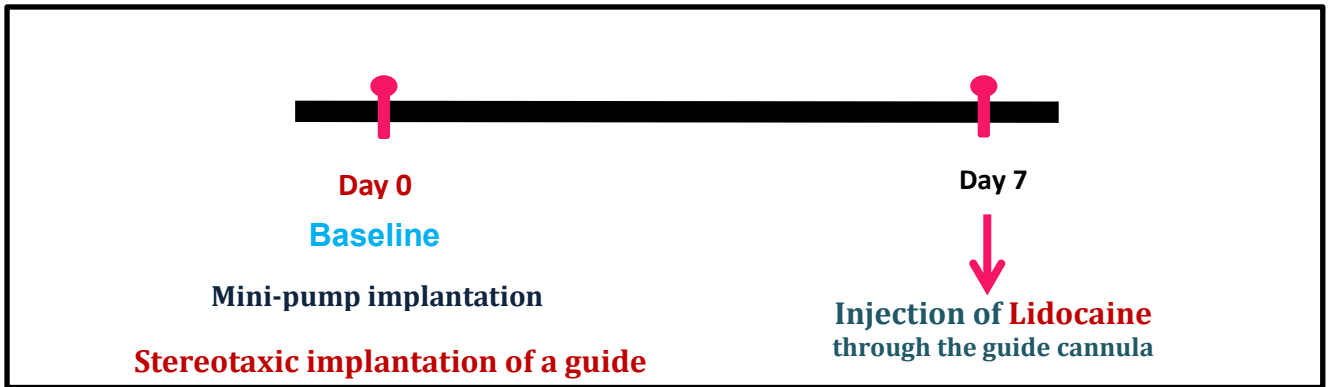 Day 0
Baseline
Mini-pump implantation
Stereotaxic implantation of a guide
Day 7
Injection of Lidocaine
through the guide cannula